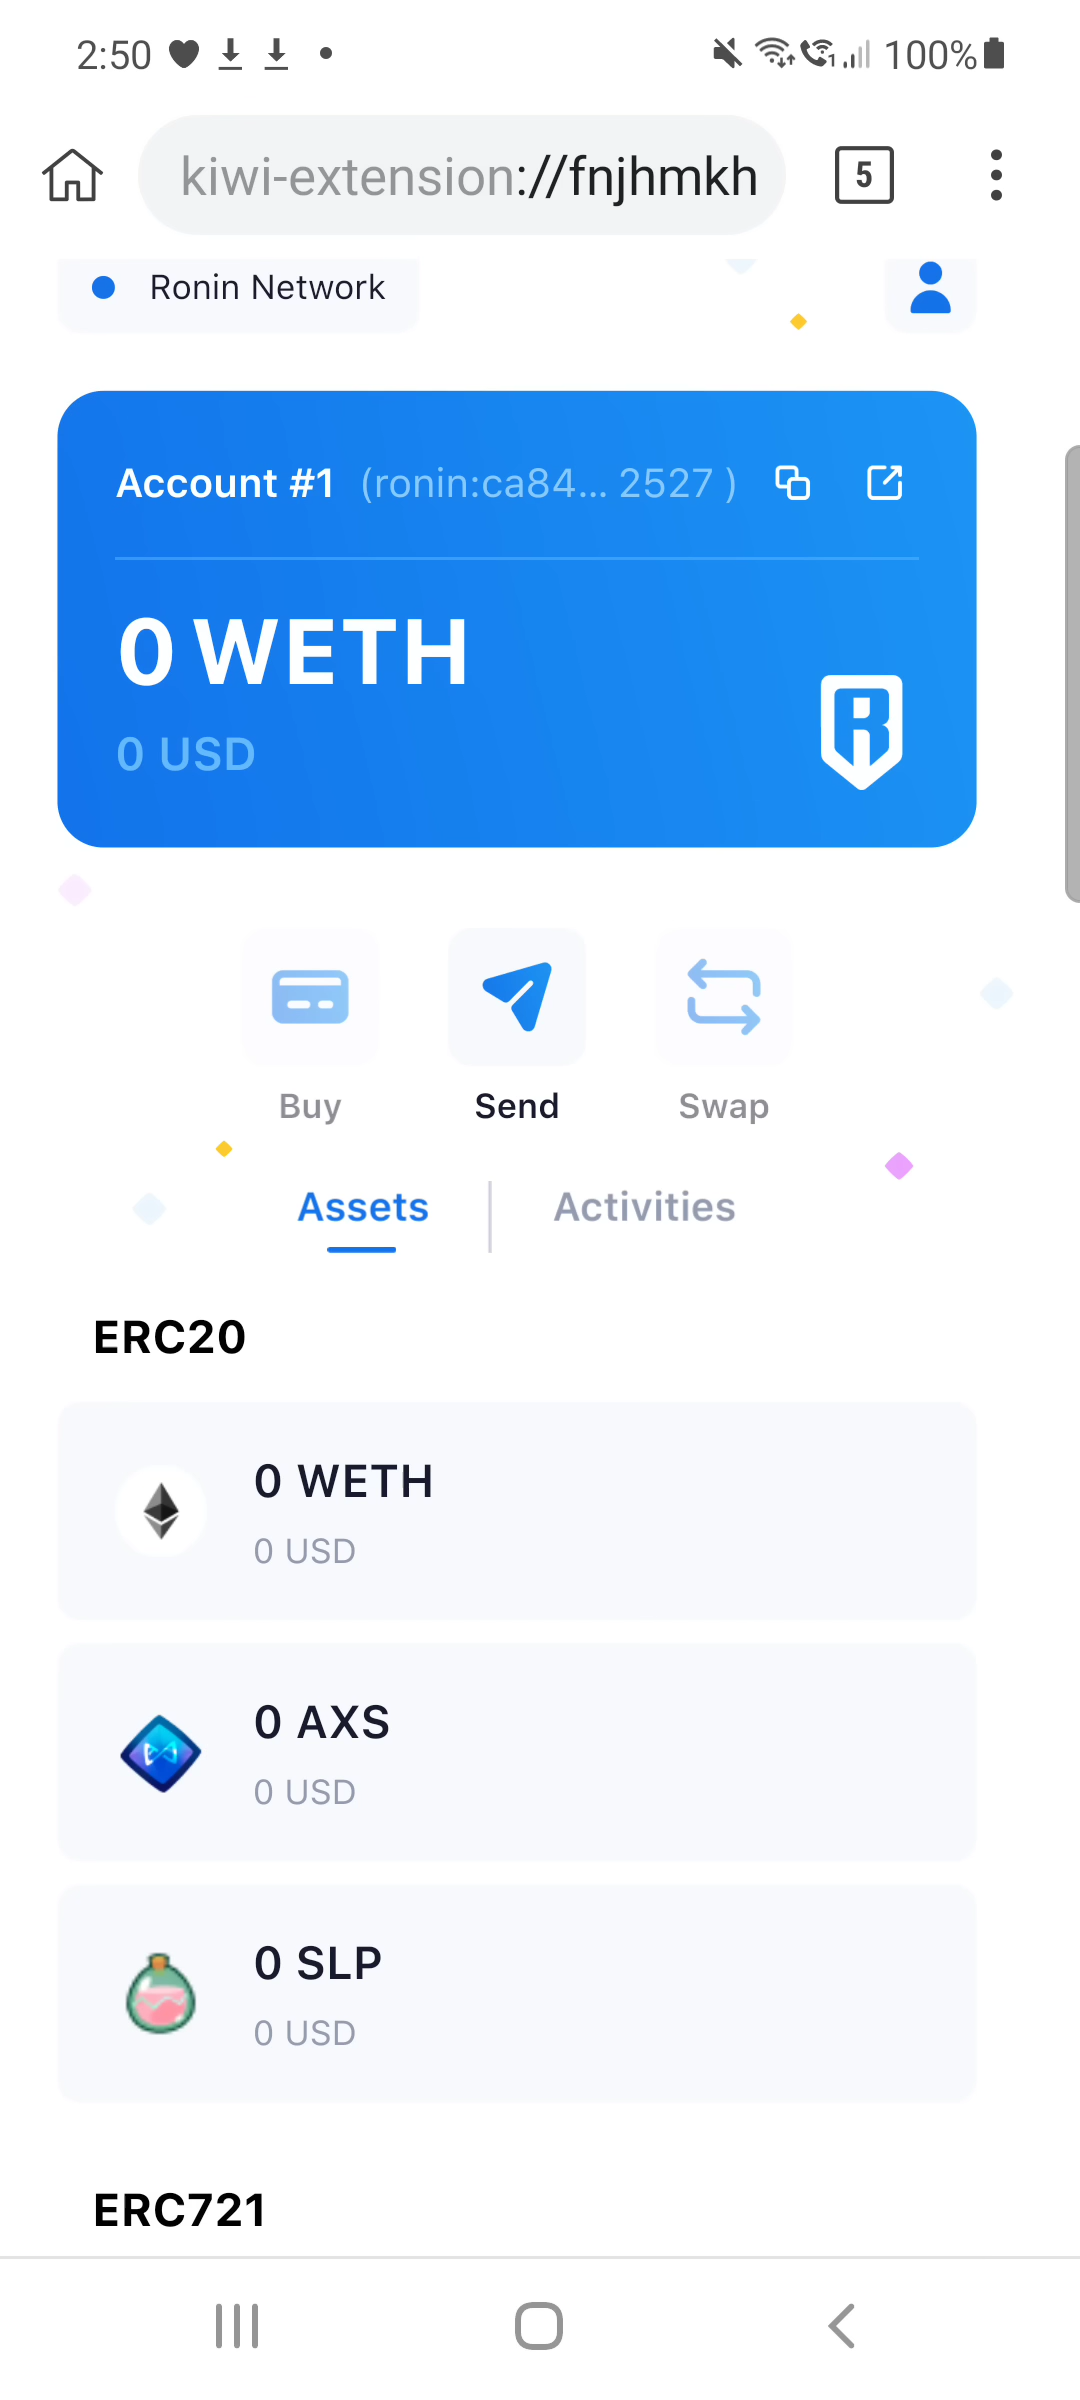 2:50
100%
kiwi-extension://fnjhmkh
5
Ronin Network
Account #1 (ronin:ca84... 2527 )
0 WETH
0 USD
Buy
Send
Swap
Assets
Activities
ERC20
0 WETH
0 USD
0 AXS
0 USD
0 SLP
0 USD
ERC721